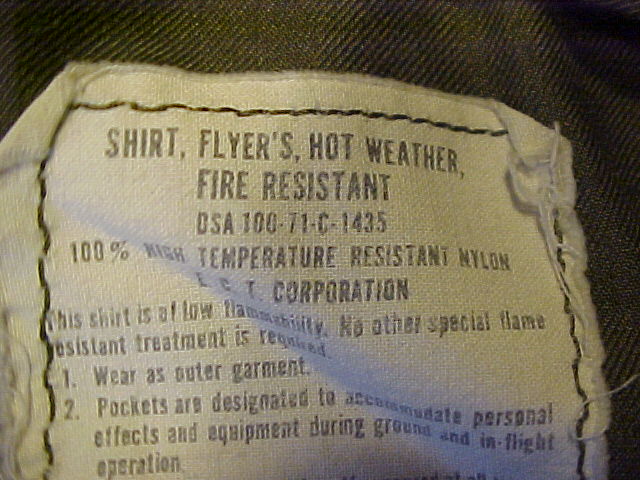 SHIRT, FLYER'S, HOT WEATHER,
FIRE RESISTANT
DSA 100-71-C-1435
100% HIGH TEMPERATURE RESISTANT NYLON
E. C. T. CORPORATION
This shirt is of low flammability. No other special flame
esistant treatment is required.
1. Wear as outer garment.
2. Pockets are designated to accommodate personal
effects and equipment during ground and in-flight
operation.